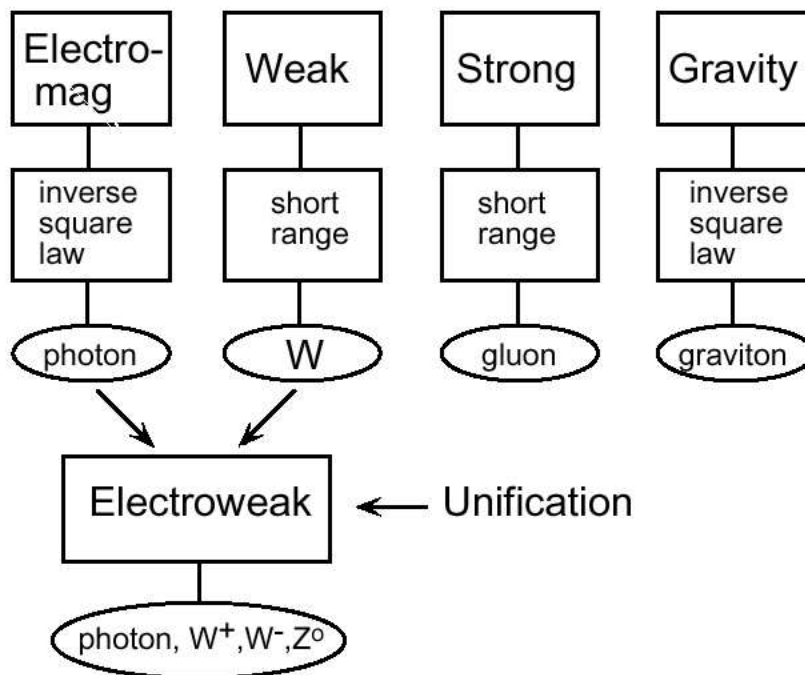 Electro-
mag
Weak
Strong
Gravity
inverse
square
law
short
range
short
range
inverse
square
law
photon
W
gluon
graviton
Electroweak
Unification
photon, W⁺,W⁻,Z⁰